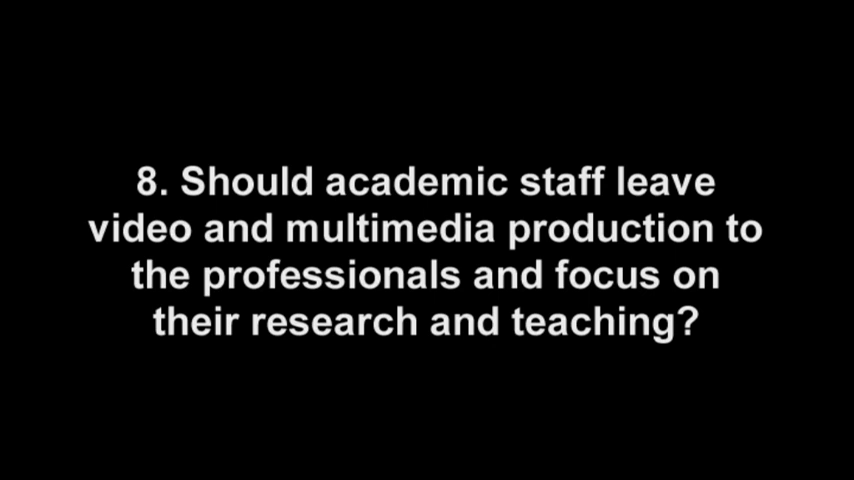 8. Should academic staff leave
video and multimedia production to
the professionals and focus on
their research and teaching?